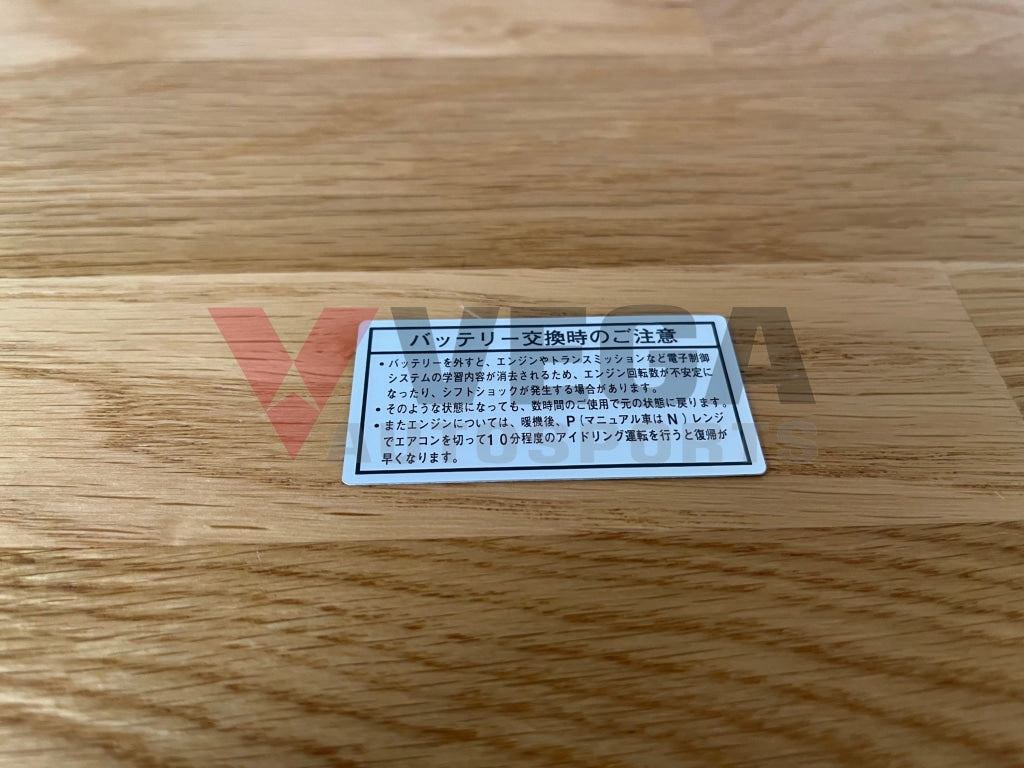 バッテリー交換時のご注意
• バッテリーを外すと、エンジンやトランスミッションなど電子制御
システムの学習内容が消去されるため、エンジン回転数が不安定に
なったり、シフトショックが発生する場合があります。
• そのような状態になっても、数時間のご使用で元の状態に戻ります。
• またエンジンについては、暖機後、P(マニュアル車はN)レンジ
でエアコンを切って10分程度のアイドリング運転を行うと復帰が
早くなります。
VEGA
AUTOSPORTS